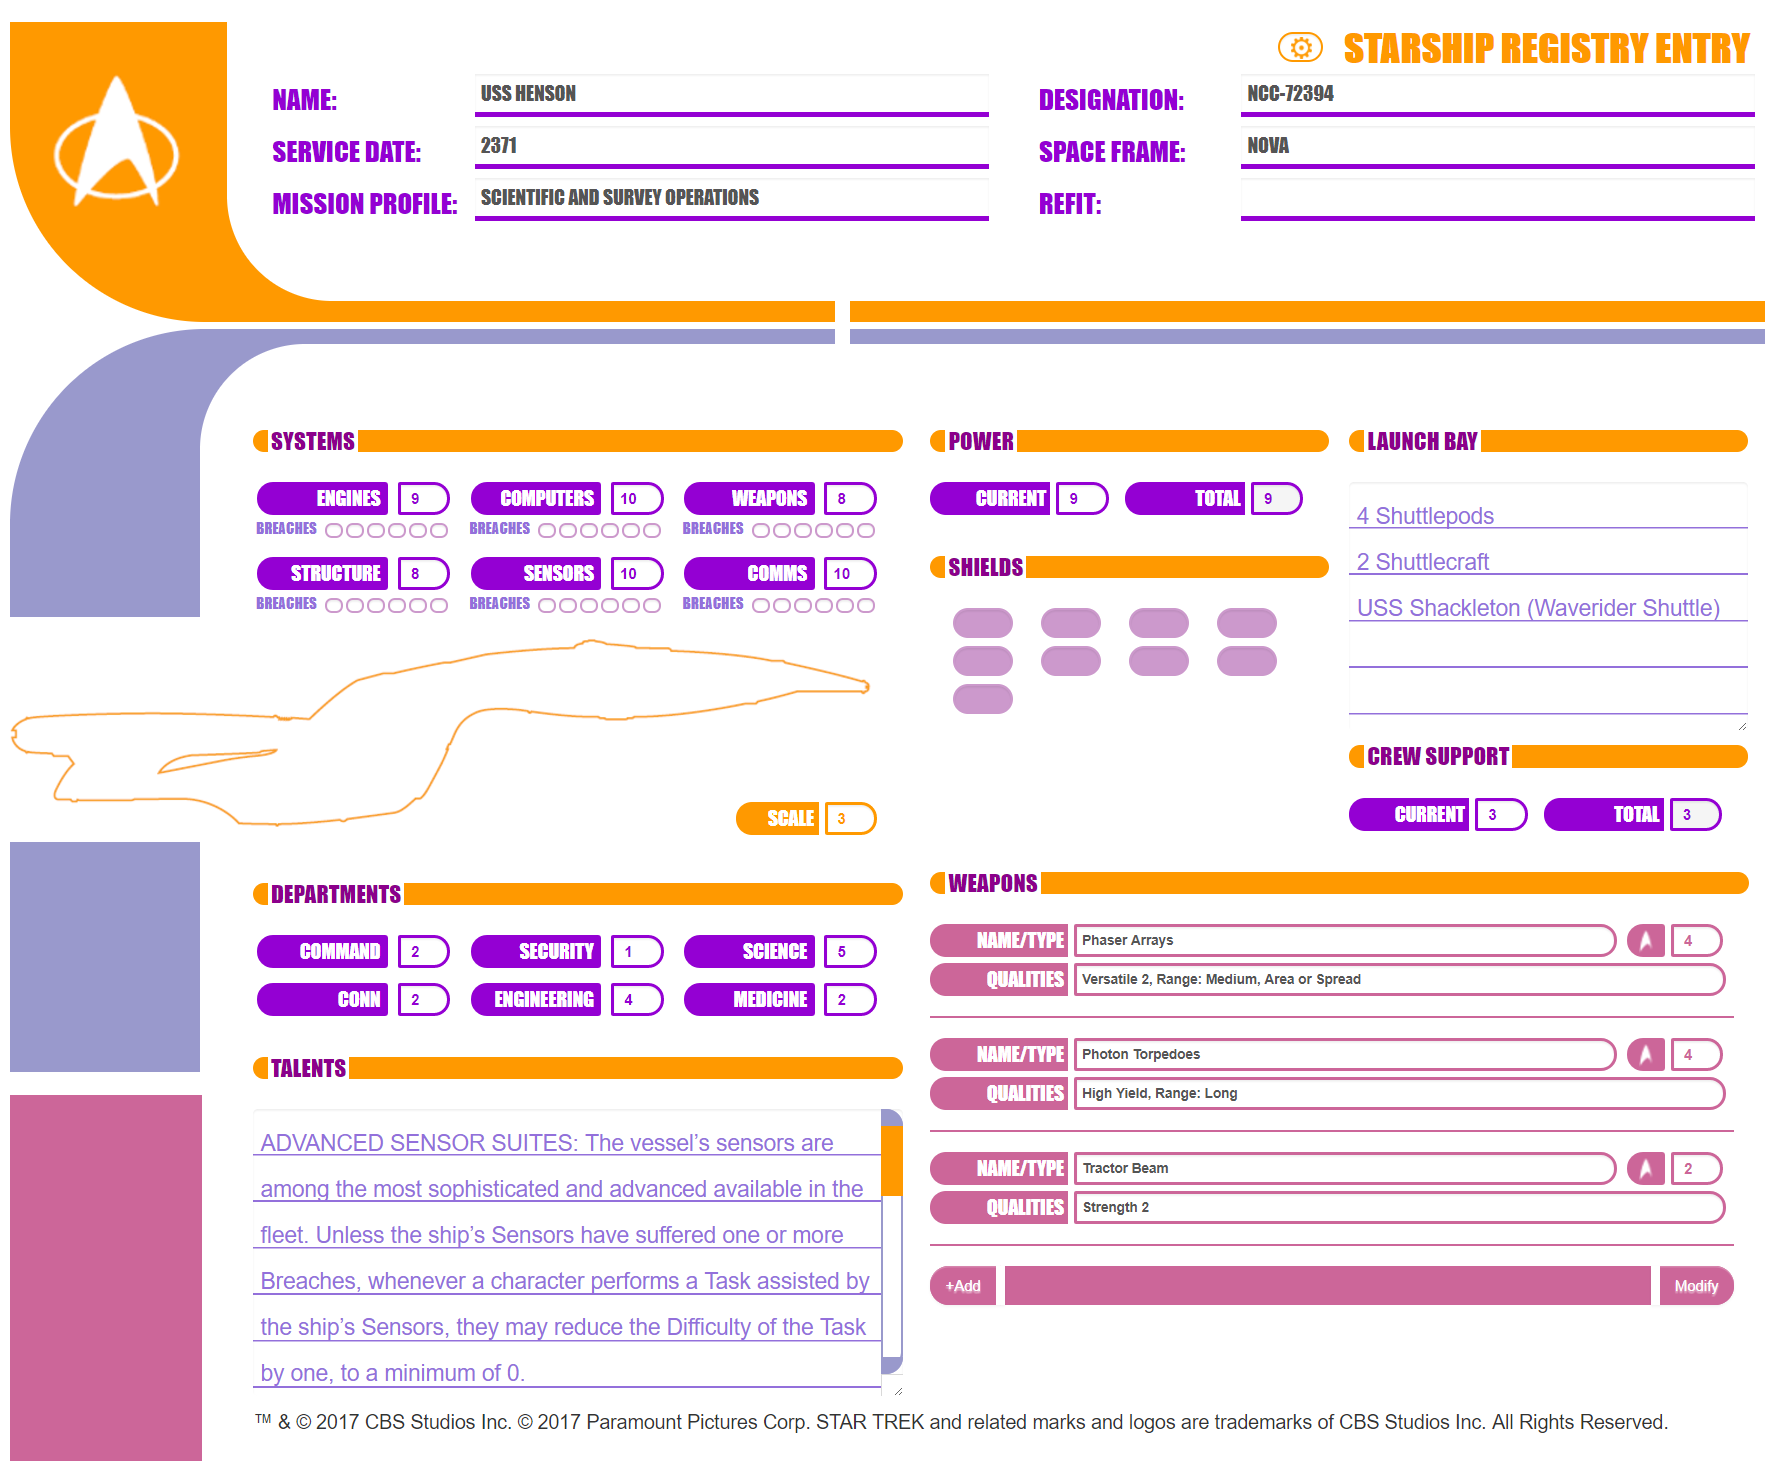 STARSHIP REGISTRY ENTRY
NAME: USS HENSON
DESIGNATION: NCC-72394
SERVICE DATE: 2371
SPACE FRAME: NOVA
MISSION PROFILE: SCIENTIFIC AND SURVEY OPERATIONS
REFIT:
SYSTEMS
ENGINES 9 COMPUTERS 10 WEAPONS 8
BREACHES BREACHES BREACHES
STRUCTURE 8 SENSORS 10 COMMS 10
BREACHES BREACHES BREACHES
SCALE 3
POWER
CURRENT 9 TOTAL 9
SHIELDS
LAUNCH BAY
4 Shuttlepods
2 Shuttlecraft
USS Shackleton (Waverider Shuttle)
CREW SUPPORT
CURRENT 3 TOTAL 3
DEPARTMENTS
COMMAND 2 SECURITY 1 SCIENCE 5
CONN 2 ENGINEERING 4 MEDICINE 2
TALENTS
ADVANCED SENSOR SUITES: The vessel’s sensors are
among the most sophisticated and advanced available in the
fleet. Unless the ship’s Sensors have suffered one or more
Breaches, whenever a character performs a Task assisted by
the ship’s Sensors, they may reduce the Difficulty of the Task
by one, to a minimum of 0.
WEAPONS
NAME/TYPE Phaser Arrays 4
QUALITIES Versatile 2, Range: Medium, Area or Spread
NAME/TYPE Photon Torpedoes 4
QUALITIES High Yield, Range: Long
NAME/TYPE Tractor Beam 2
QUALITIES Strength 2
+Add Modify
™ & © 2017 CBS Studios Inc. © 2017 Paramount Pictures Corp. STAR TREK and related marks and logos are trademarks of CBS Studios Inc. All Rights Reserved.